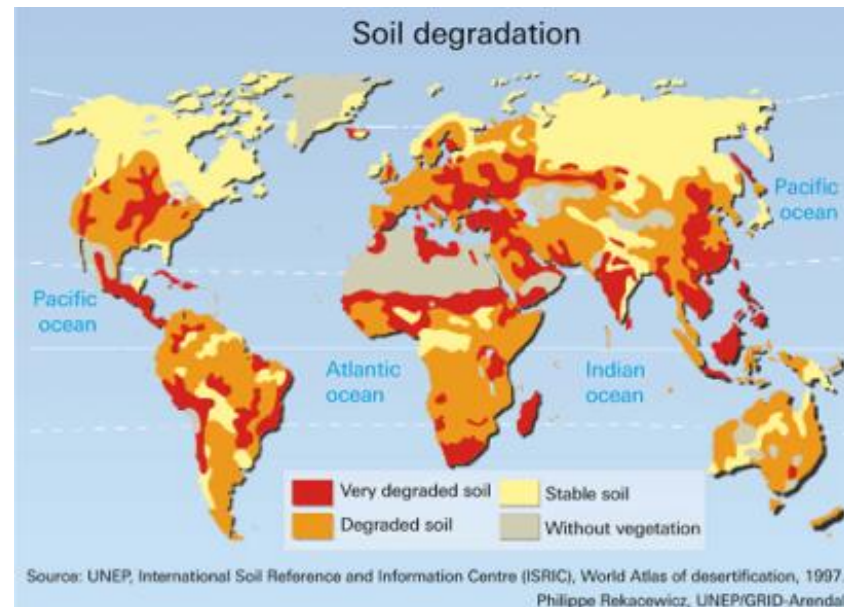 Soil degradation
Pacific
ocean
Pacific
ocean
Atlantic
ocean
Indian
ocean
Very degraded soil
Stable soil
Degraded soil
Without vegetation
Source: UNEP, International Soil Reference and Information Centre (ISRIC), World Atlas of desertification, 1997.
Philippe Rekacewicz, UNEP/GRID-Arendal